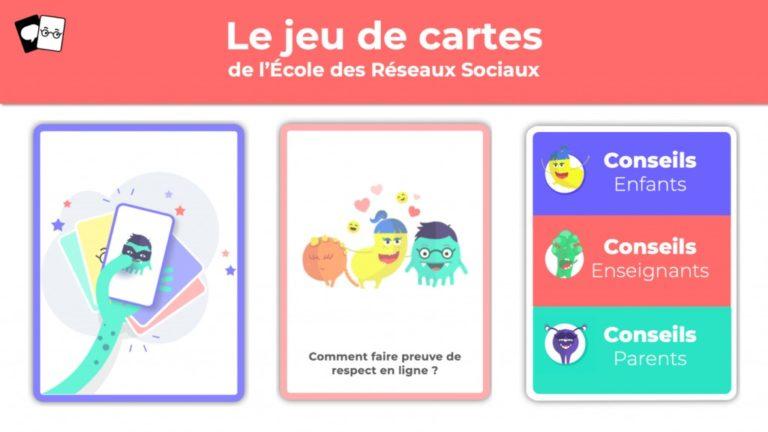 Le jeu de cartes
de l'École des Réseaux Sociaux
Comment faire preuve de
respect en ligne ?
Conseils
Enfants
Conseils
Enseignants
Conseils
Parents